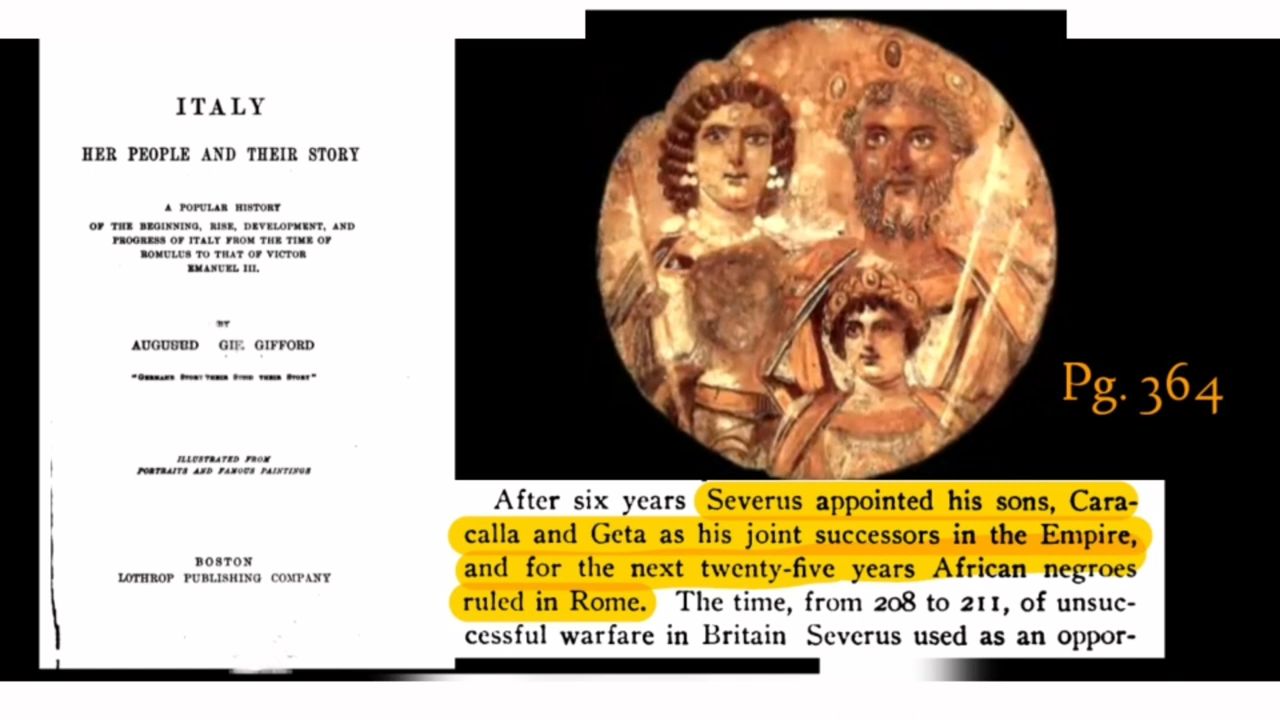 ITALY
HER PEOPLE AND THEIR STORY
A POPULAR HISTORY
OF THE BEGINNING, RISE, DEVELOPMENT, AND
PROGRESS OF ITALY FROM THE TIME OF
ROMULUS TO THAT OF VICTOR
EMANUEL III.
BY
GIFFORD
THEIR STORY"
ILLUSTRATED FROM
PORTRAITS AND FAMOUS PAINTINGS
BOSTON
LOTHROP PUBLISHING COMPANY
Pg. 364
After six years Severus appointed his sons, Cara-
calla and Geta as his joint successors in the Empire,
and for the next twenty-five years African negroes
ruled in Rome. The time, from 208 to 211, of unsuc-
cessful warfare in Britain Severus used as an oppor-